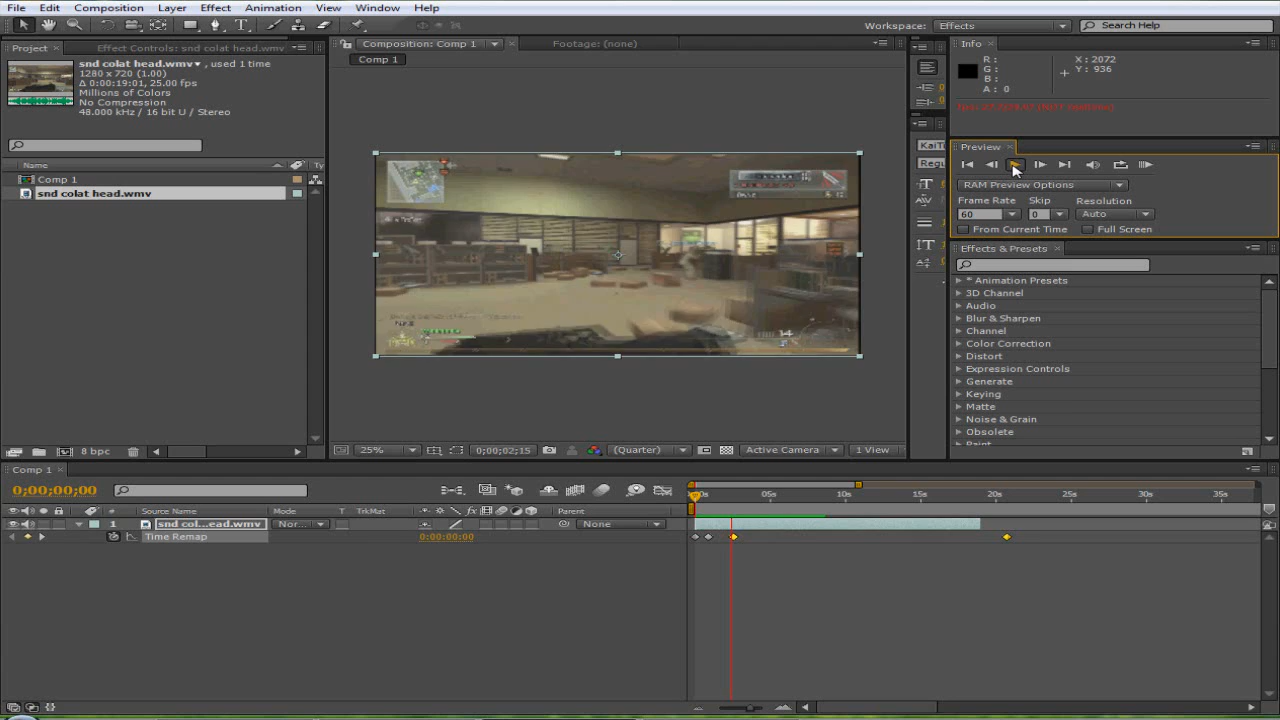 File Edit Composition Layer Effect Animation View Window Help
Workspace: Effects
Search Help
Project
Effect Controls: snd colat head.wmv
snd colat head.wmv , used 1 time
1280 x 720 (1.00)
Δ 0:00:19:01, 25.00 fps
Millions of Colors
No Compression
48.000 kHz / 16 bit U / Stereo
Name Ty
Comp 1
snd colat head.wmv
8 bpc
Composition: Comp 1
Footage: (none)
Comp 1
14
25%
0;00;02;15
(Quarter)
Active Camera
1 View
KaiT
Regu
Info
R:
G:
B:
A: 0
X: 2072
Y: 936
Preview
RAM Preview Options
Frame Rate Skip Resolution
60 0 Auto
From Current Time Full Screen
Effects & Presets
* Animation Presets
3D Channel
Audio
Blur & Sharpen
Channel
Color Correction
Distort
Expression Controls
Generate
Keying
Matte
Noise & Grain
Obsolete
Paint
Comp 1
0;00;00;00
05s 10s 15s 20s 25s 30s 35s
# Source Name Mode T TrkMat Parent
1 snd col...ead.wmv Nor... None
Time Remap 0:00:00:00